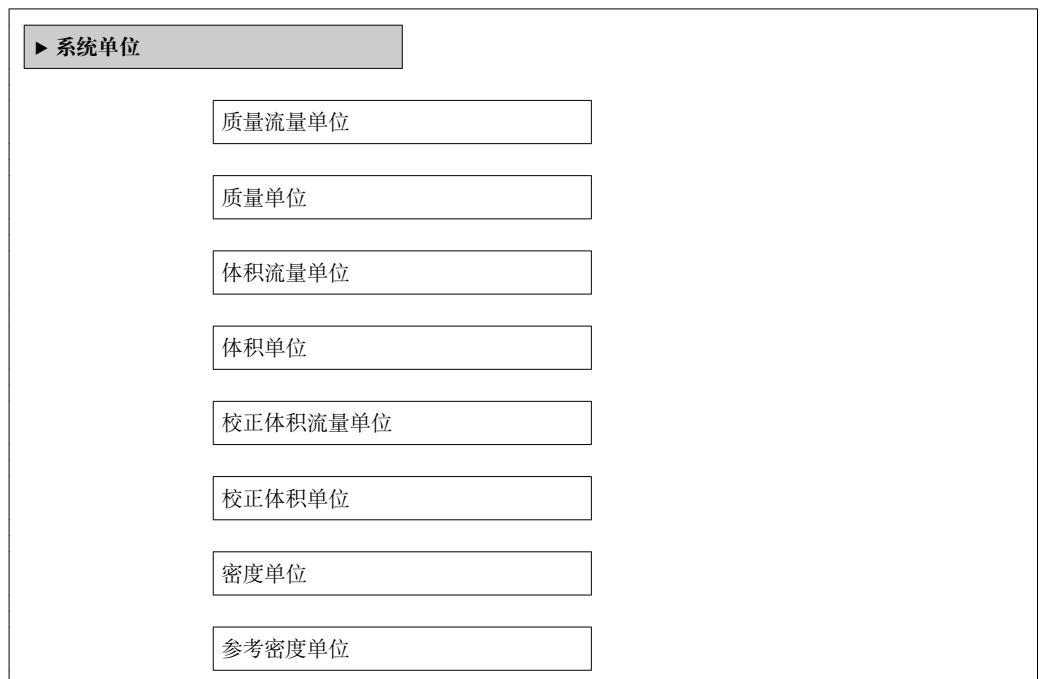 ▶ 系统单位
质量流量单位
质量单位
体积流量单位
体积单位
校正体积流量单位
校正体积单位
密度单位
参考密度单位